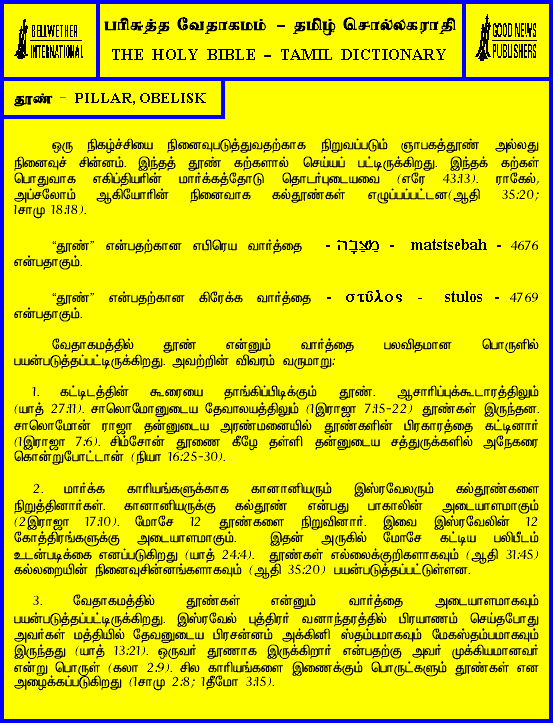 BELLWETHER
INTERNATIONAL
பரிசுத்த வேதாகமம் - தமிழ் சொல்லகராதி
THE HOLY BIBLE - TAMIL DICTIONARY
GOOD NEWS
PUBLISHERS
தூண் - PILLAR, OBELISK
ஒரு நிகழ்ச்சியை நினைவுபடுத்துவதற்காக நிறுவப்படும் ஞாபகத்தூண் அல்லது
நினைவுச் சின்னம். இந்தத் தூண் கற்களால் செய்யப் பட்டிருக்கிறது. இந்தக் கற்கள்
பொதுவாக எகிப்தியரின் மார்க்கத்தோடு தொடர்புடையவை (எரே 43:13). ராகேல்,
அப்சலோம் ஆகியோரின் நினைவாக கல்தூண்கள் எழுப்பப்பட்டன(ஆதி 35:20;
1சாமு 18:18).
“தூண்” என்பதற்கான எபிரெய வார்த்தை - מַצֵּבָה - matstsebah - 4676
என்பதாகும்.
“தூண்” என்பதற்கான கிரேக்க வார்த்தை - στῦλος - stulos - 4769
என்பதாகும்.
வேதாகமத்தில் தூண் என்னும் வார்த்தை பலவிதமான பொருளில்
பயன்படுத்தப்பட்டிருக்கிறது. அவற்றின் விவரம் வருமாறு:
1. கட்டிடத்தின் கூரையை தாங்கிப்பிடிக்கும் தூண். ஆசாரிப்புக்கூடாரத்திலும்
(யாத் 27:11). சாலொமோனுடைய தேவாலயத்திலும் (1இராஜா 7:15-22) தூண்கள் இருந்தன.
சாலொமோன் ராஜா தன்னுடைய அரண்மனையில் தூண்களின் பிரகாரத்தை கட்டினார்
(1இராஜா 7:6). சிம்சோன் தூணை கீழே தள்ளி தன்னுடைய சத்துருக்களில் அநேகரை
கொன்றுபோட்டான் (நியா 16:25-30).
2. மார்க்க காரியங்களுக்காக கானானியரும் இஸ்ரவேலரும் கல்தூண்களை
நிறுத்தினார்கள். கானானியருக்கு கல்தூண் என்பது பாகாலின் அடையாளமாகும்
(2இராஜா 17:10). மோசே 12 தூண்களை நிறுவினார். இவை இஸ்ரவேலின் 12
கோத்திரங்களுக்கு அடையாளமாகும். இதன் அருகில் மோசே கட்டிய பலிபீடம்
உடன்படிக்கை எனப்படுகிறது (யாத் 24:4). தூண்கள் எல்லைக்குறிகளாகவும் (ஆதி 31:45)
கல்லறையின் நினைவுசின்னங்களாகவும் (ஆதி 35:20) பயன்படுத்தப்பட்டுள்ளன.
3. வேதாகமத்தில் தூண்கள் என்னும் வார்த்தை அடையாளமாகவும்
பயன்படுத்தப்பட்டிருக்கிறது. இஸ்ரவேல் புத்திரர் வனாந்தரத்தில் பிரயாணம் செய்தபோது
அவர்கள் மத்தியில் தேவனுடைய பிரசன்னம் அக்கினி ஸ்தம்பமாகவும் மேகஸ்தம்பமாகவும்
இருந்தது (யாத் 13:21). ஒருவர் தூணாக இருக்கிறார் என்பதற்கு அவர் முக்கியமானவர்
என்று பொருள் (கலா 2:9). சில காரியங்களை இணைக்கும் பொருட்களும் தூண்கள் என
அழைக்கப்படுகிறது (1சாமு 2:8; 1தீமோ 3:15).